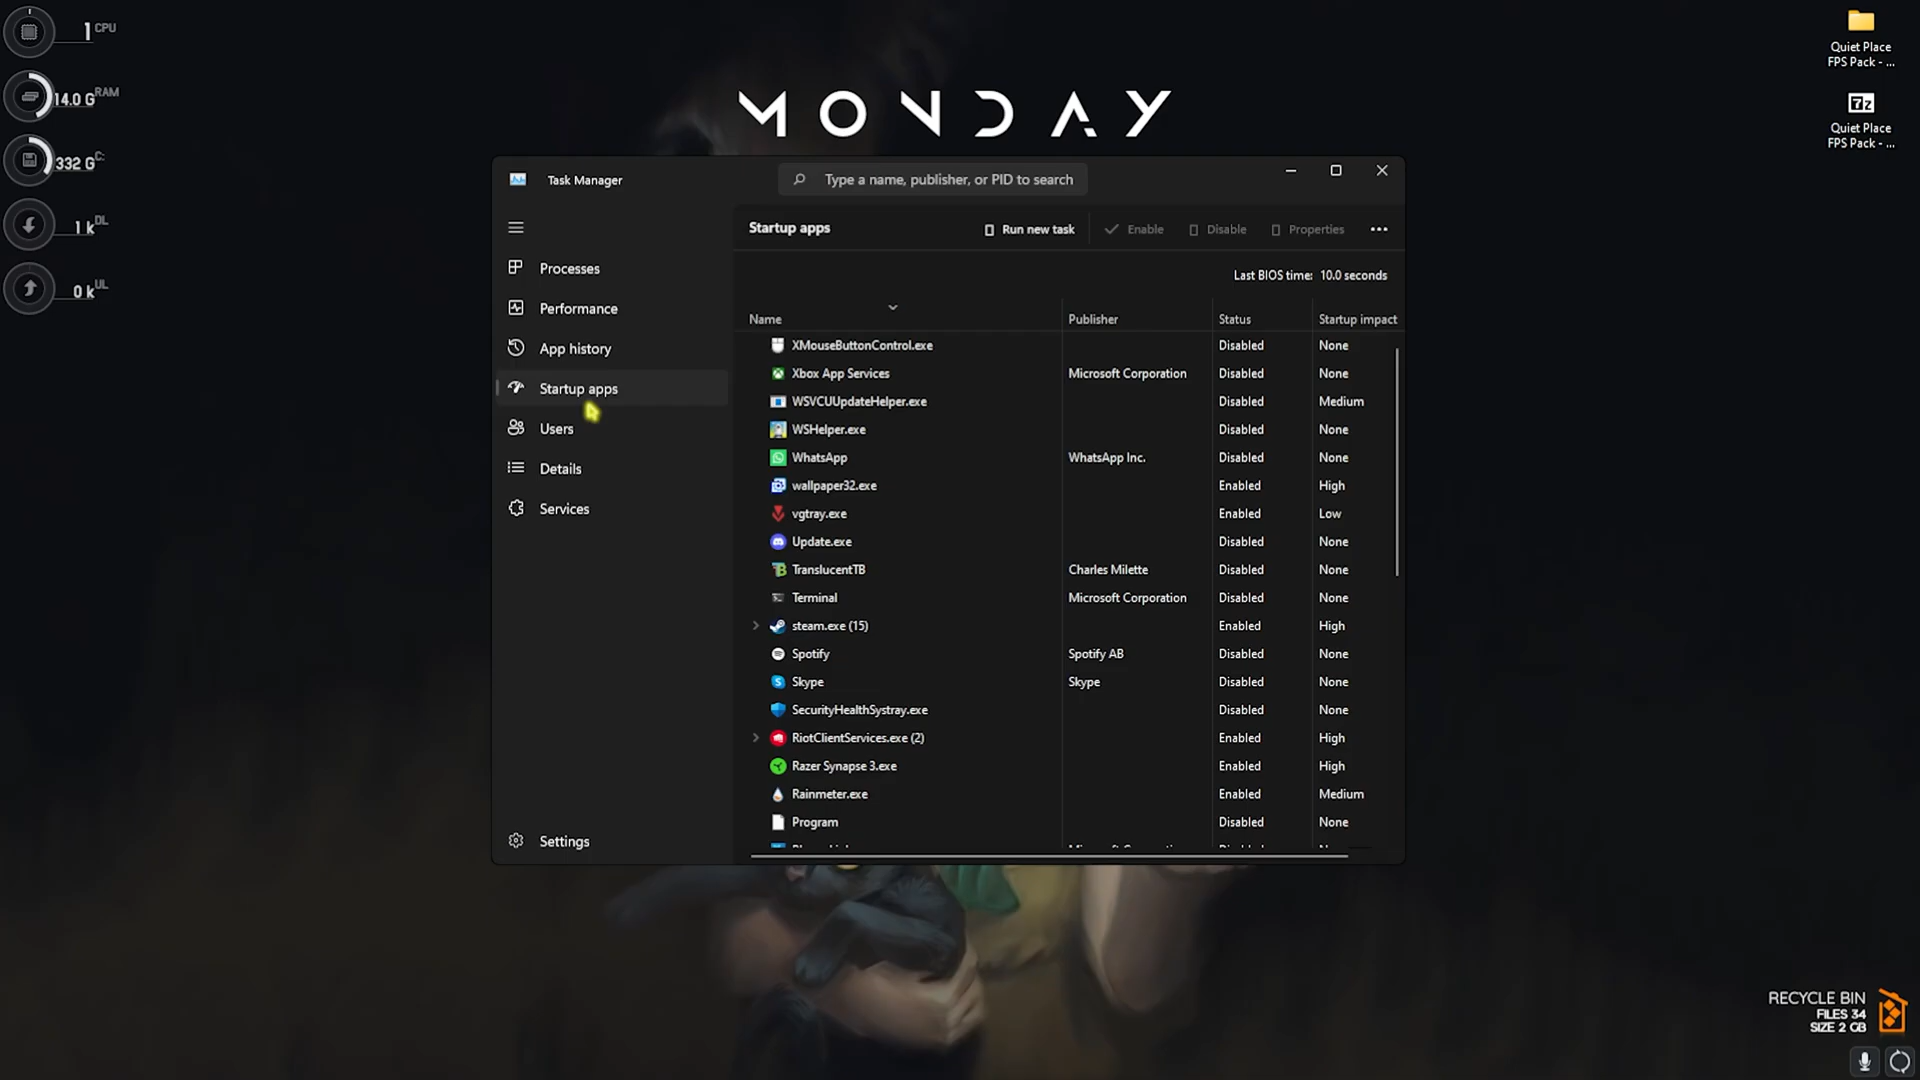 1 CPU
14.0 G RAM
332 G C:
1 k DL
0 k UL
MONDAY
Quiet Place
FPS Pack - ...
7z
Quiet Place
FPS Pack - ...
Task Manager
Type a name, publisher, or PID to search
Startup apps
Run new task
Enable
Disable
Properties
...
Last BIOS time: 10.0 seconds
Processes
Performance
App history
Startup apps
Users
Details
Services
Settings
Name Publisher Status Startup impact
XMouseButtonControl.exe Disabled None
Xbox App Services Microsoft Corporation Disabled None
WSVCUUpdateHelper.exe Disabled Medium
WSHelper.exe Disabled None
WhatsApp WhatsApp Inc. Disabled None
wallpaper32.exe Enabled High
vgtray.exe Enabled Low
Update.exe Disabled None
TranslucentTB Charles Milette Disabled None
Terminal Microsoft Corporation Disabled None
steam.exe (15) Enabled High
Spotify Spotify AB Disabled None
Skype Skype Disabled None
SecurityHealthSystray.exe Disabled None
RiotClientServices.exe (2) Enabled High
Razer Synapse 3.exe Enabled High
Rainmeter.exe Enabled Medium
Program Disabled None
RECYCLE BIN
FILES 34
SIZE 2 GB